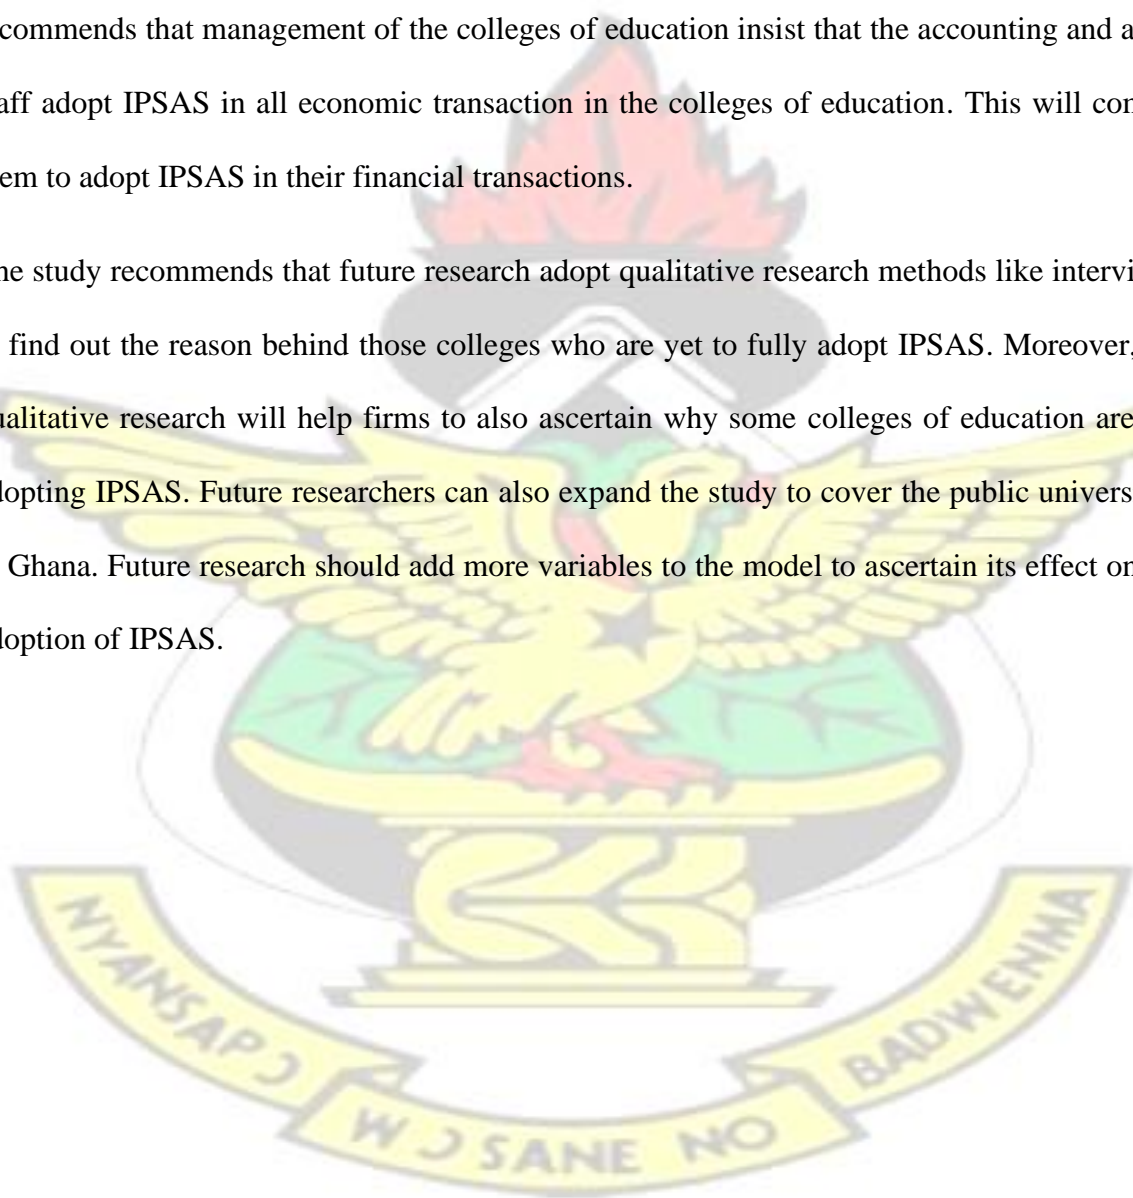 commends that management of the colleges of education insist that the accounting and a
aff adopt IPSAS in all economic transaction in the colleges of education. This will con
em to adopt IPSAS in their financial transactions.
ne study recommends that future research adopt qualitative research methods like intervi
find out the reason behind those colleges who are yet to fully adopt IPSAS. Moreover,
ualitative research will help firms to also ascertain why some colleges of education are
dopting IPSAS. Future researchers can also expand the study to cover the public univers
Ghana. Future research should add more variables to the model to ascertain its effect on
doption of IPSAS.
NYANSAPƆ
WƆSANE NO
BADWENMA